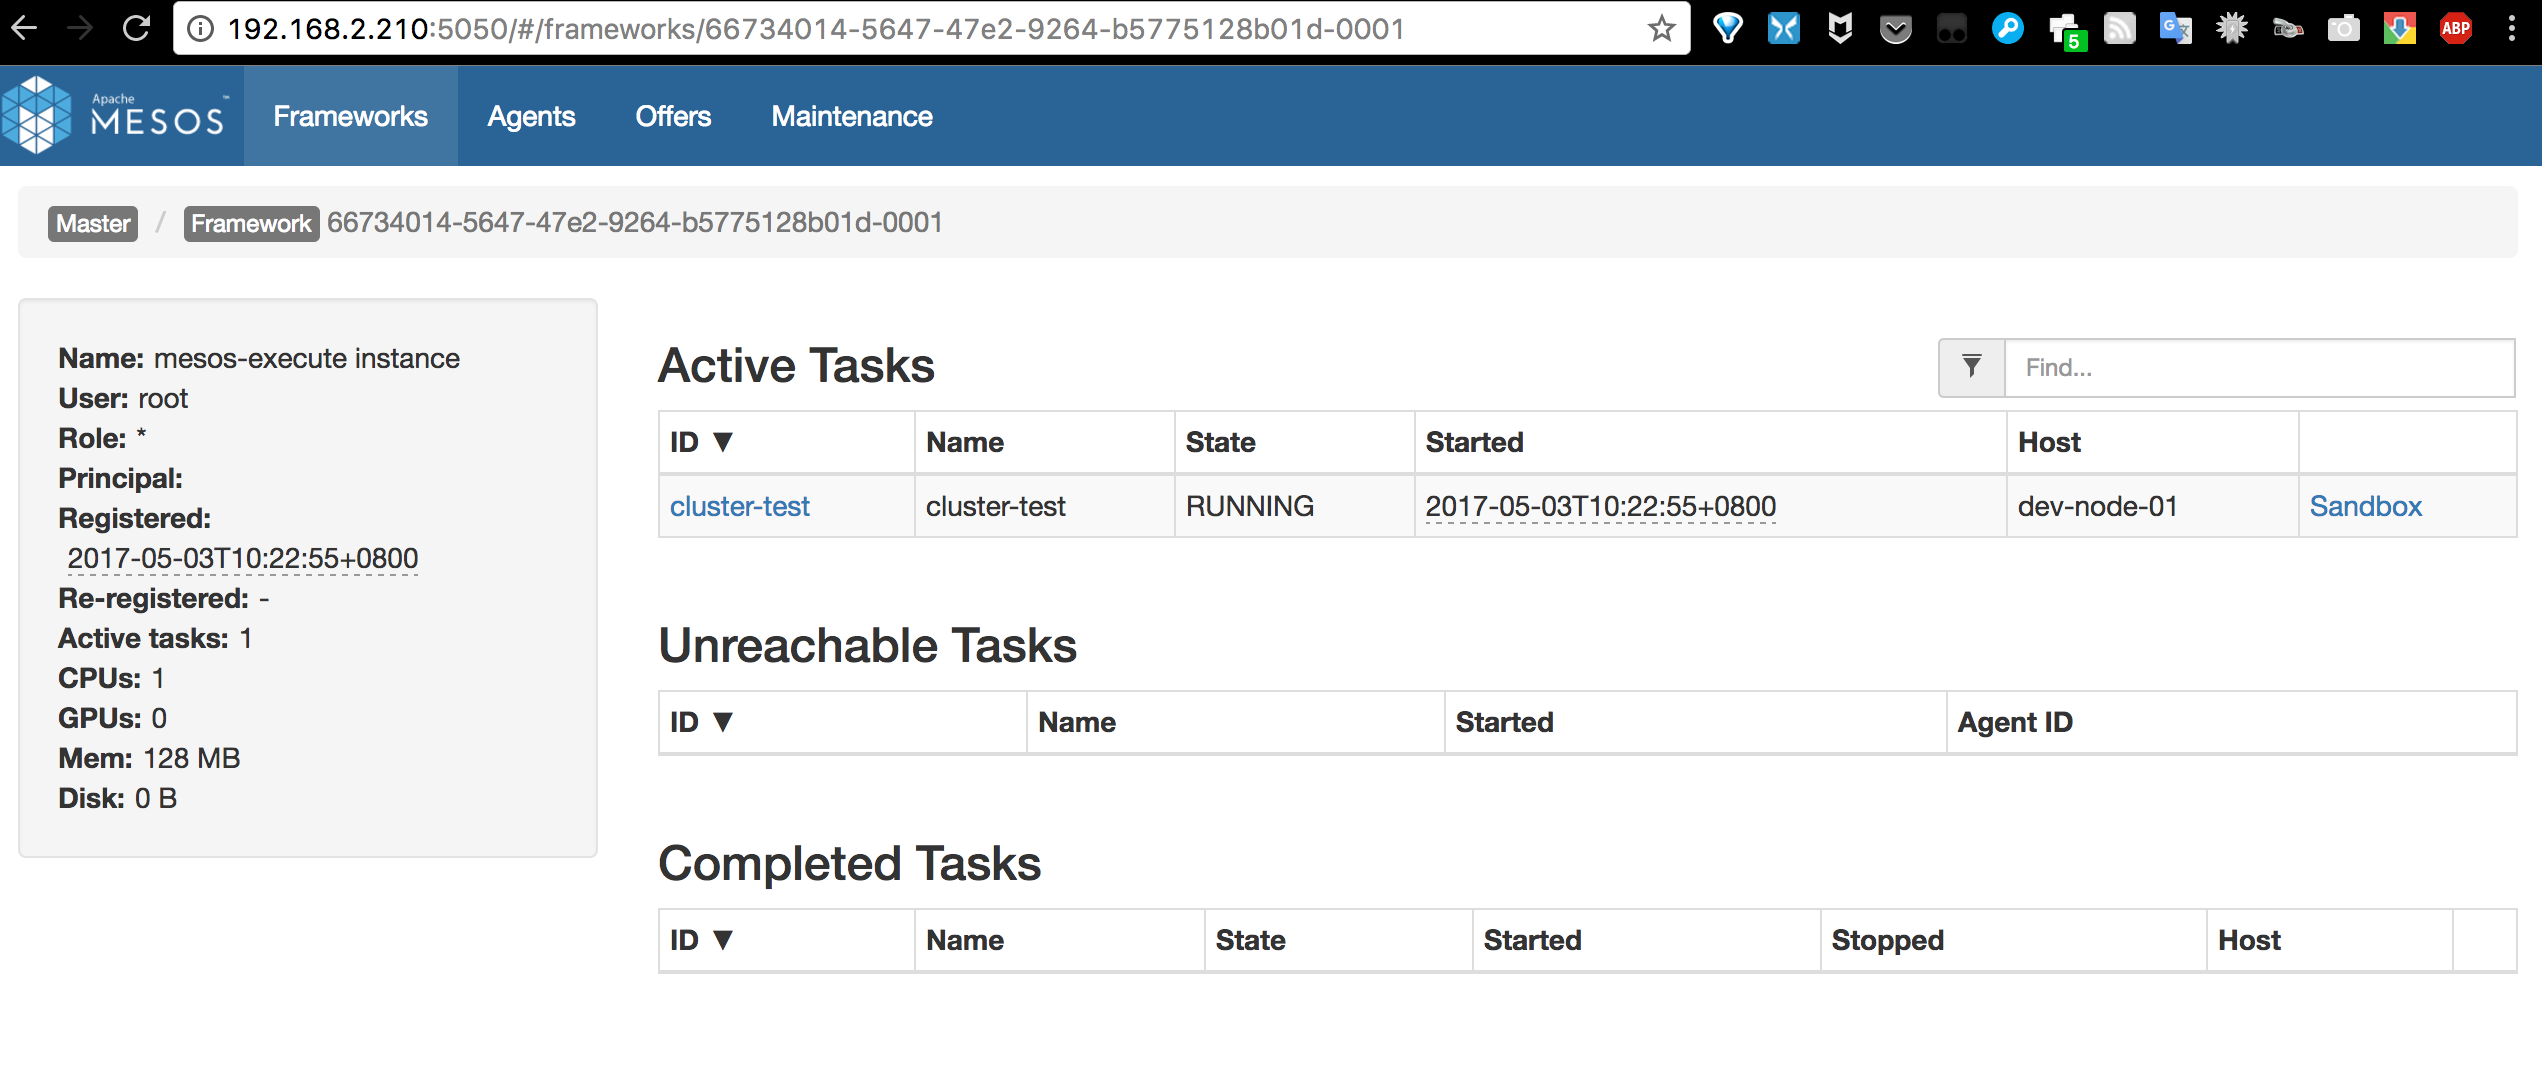 192.168.2.210:5050/#/frameworks/66734014-5647-47e2-9264-b5775128b01d-0001
5
G
ABP
Apache
MESOS™
Frameworks
Agents
Offers
Maintenance
Master / Framework 66734014-5647-47e2-9264-b5775128b01d-0001
Name: mesos-execute instance
User: root
Role: *
Principal:
Registered:
2017-05-03T10:22:55+0800
Re-registered: -
Active tasks: 1
CPUs: 1
GPUs: 0
Mem: 128 MB
Disk: 0 B
Active Tasks
Find...
ID ▼ Name State Started Host
cluster-test cluster-test RUNNING 2017-05-03T10:22:55+0800 dev-node-01 Sandbox
Unreachable Tasks
ID ▼ Name Started Agent ID
Completed Tasks
ID ▼ Name State Started Stopped Host